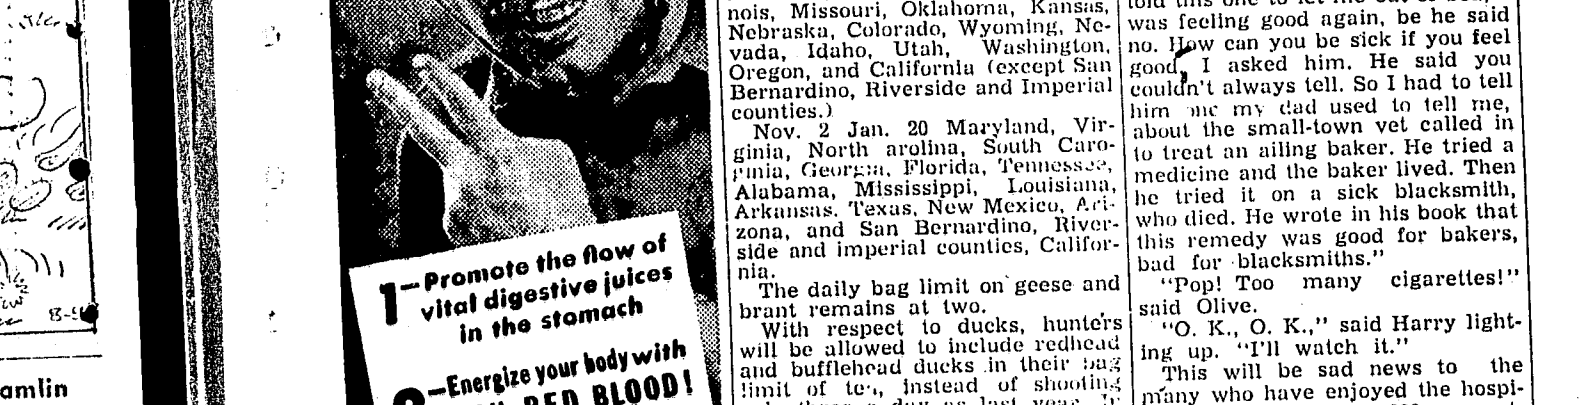 8-
amlin
1—Promote the flow of
vital digestive juices
in the stomach
—Energize your body with
RED BLOOD!
nois, Missouri, Oklahoma, Kansas,
Nebraska, Colorado, Wyoming, Ne-
vada, Idaho, Utah, Washington,
Oregon, and California (except San
Bernardino, Riverside and Imperial
counties.)
Nov. 2 Jan. 20 Maryland, Vir-
ginia, North arolina, South Caro-
Georgia, Florida, Tennessee,
Alabama, Mississippi, Louisiana,
Arkansas, Texas, New Mexico, Ari-
zona, and San Bernardino, River-
side and imperial counties, Califor-
nia.
The daily bag limit on geese and
brant remains at two.
With respect to ducks, hunters
will be allowed to include redhead
and bufflehead ducks in their bag
limit of ten, instead of shooting
was feeling good again, be he said
no. How can you be sick if you feel
good, I asked him. He said you
couldn't always tell. So I had to tell
him one my dad used to tell me,
about the small-town vet called in
to treat an ailing baker. He tried a
medicine and the baker lived. Then
he tried it on a sick blacksmith,
who died. He wrote in his book that
this remedy was good for bakers,
bad for blacksmiths."
"Pop! Too many cigarettes!"
said Olive.
"O. K., O. K.," said Harry light-
ing up. "I'll watch it."
This will be sad news to the
many who have enjoyed the hospi-